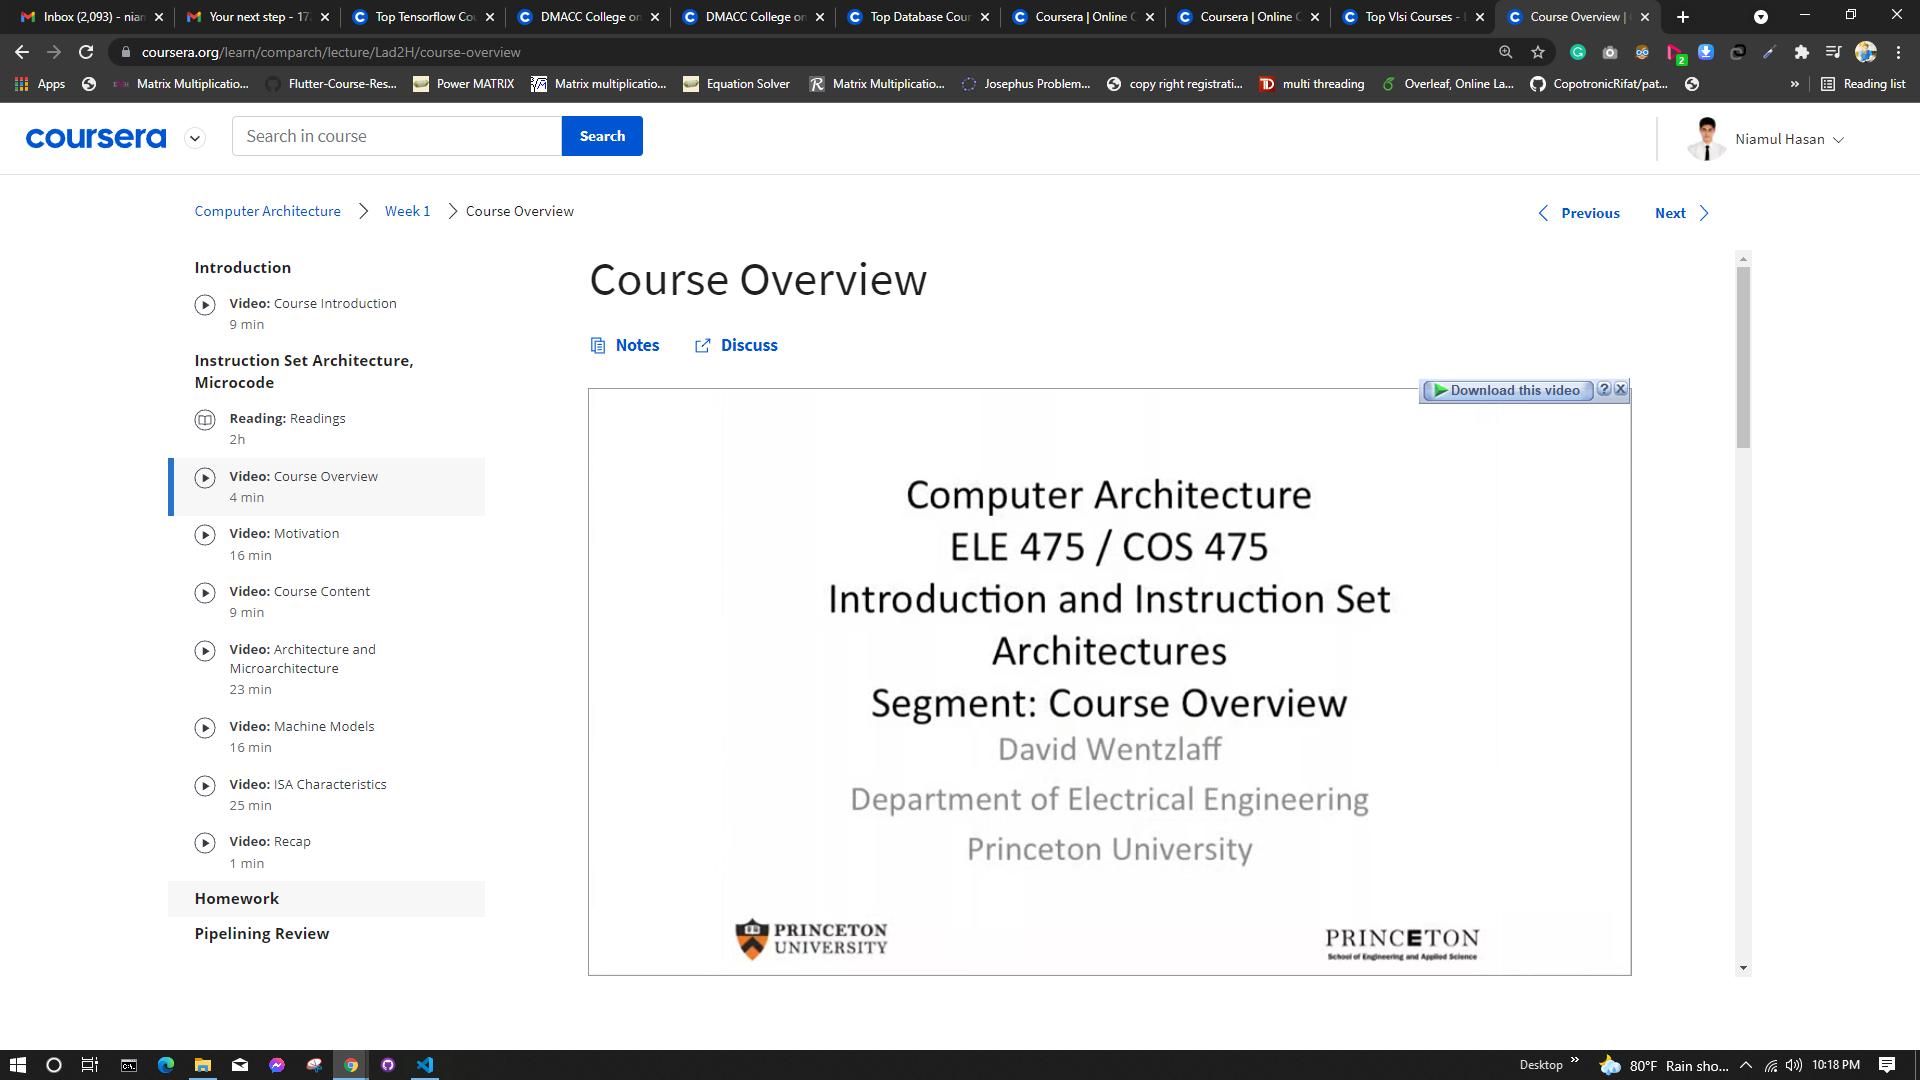 Inbox (2,093) - nian
Your next step - 17
Top Tensorflow Cou
DMACC College on
DMACC College on
Top Database Cour
Coursera | Online C
Coursera | Online C
Top Vlsi Courses - L
Course Overview |
coursera.org/learn/comparch/lecture/Lad2H/course-overview
2
Apps
Matrix Multiplicatio...
Flutter-Course-Res...
Power MATRIX
Matrix multiplicatio...
Equation Solver
Matrix Multiplicatio...
Josephus Problem...
copy right registrati...
multi threading
Overleaf, Online La...
CopotronicRifat/pat...
Reading list
coursera
Search in course
Search
Niamul Hasan
Computer Architecture
Week 1
Course Overview
Previous
Next
Introduction
Video: Course Introduction
9 min
Instruction Set Architecture,
Microcode
Reading: Readings
2h
Video: Course Overview
4 min
Video: Motivation
16 min
Video: Course Content
9 min
Video: Architecture and
Microarchitecture
23 min
Video: Machine Models
16 min
Video: ISA Characteristics
25 min
Video: Recap
1 min
Homework
Pipelining Review
Course Overview
Notes
Discuss
Download this video
Computer Architecture
ELE 475 / COS 475
Introduction and Instruction Set
Architectures
Segment: Course Overview
David Wentzlaff
Department of Electrical Engineering
Princeton University
PRINCETON
UNIVERSITY
PRINCETON
School of Engineering and Applied Science
Desktop
80°F Rain sho...
10:18 PM